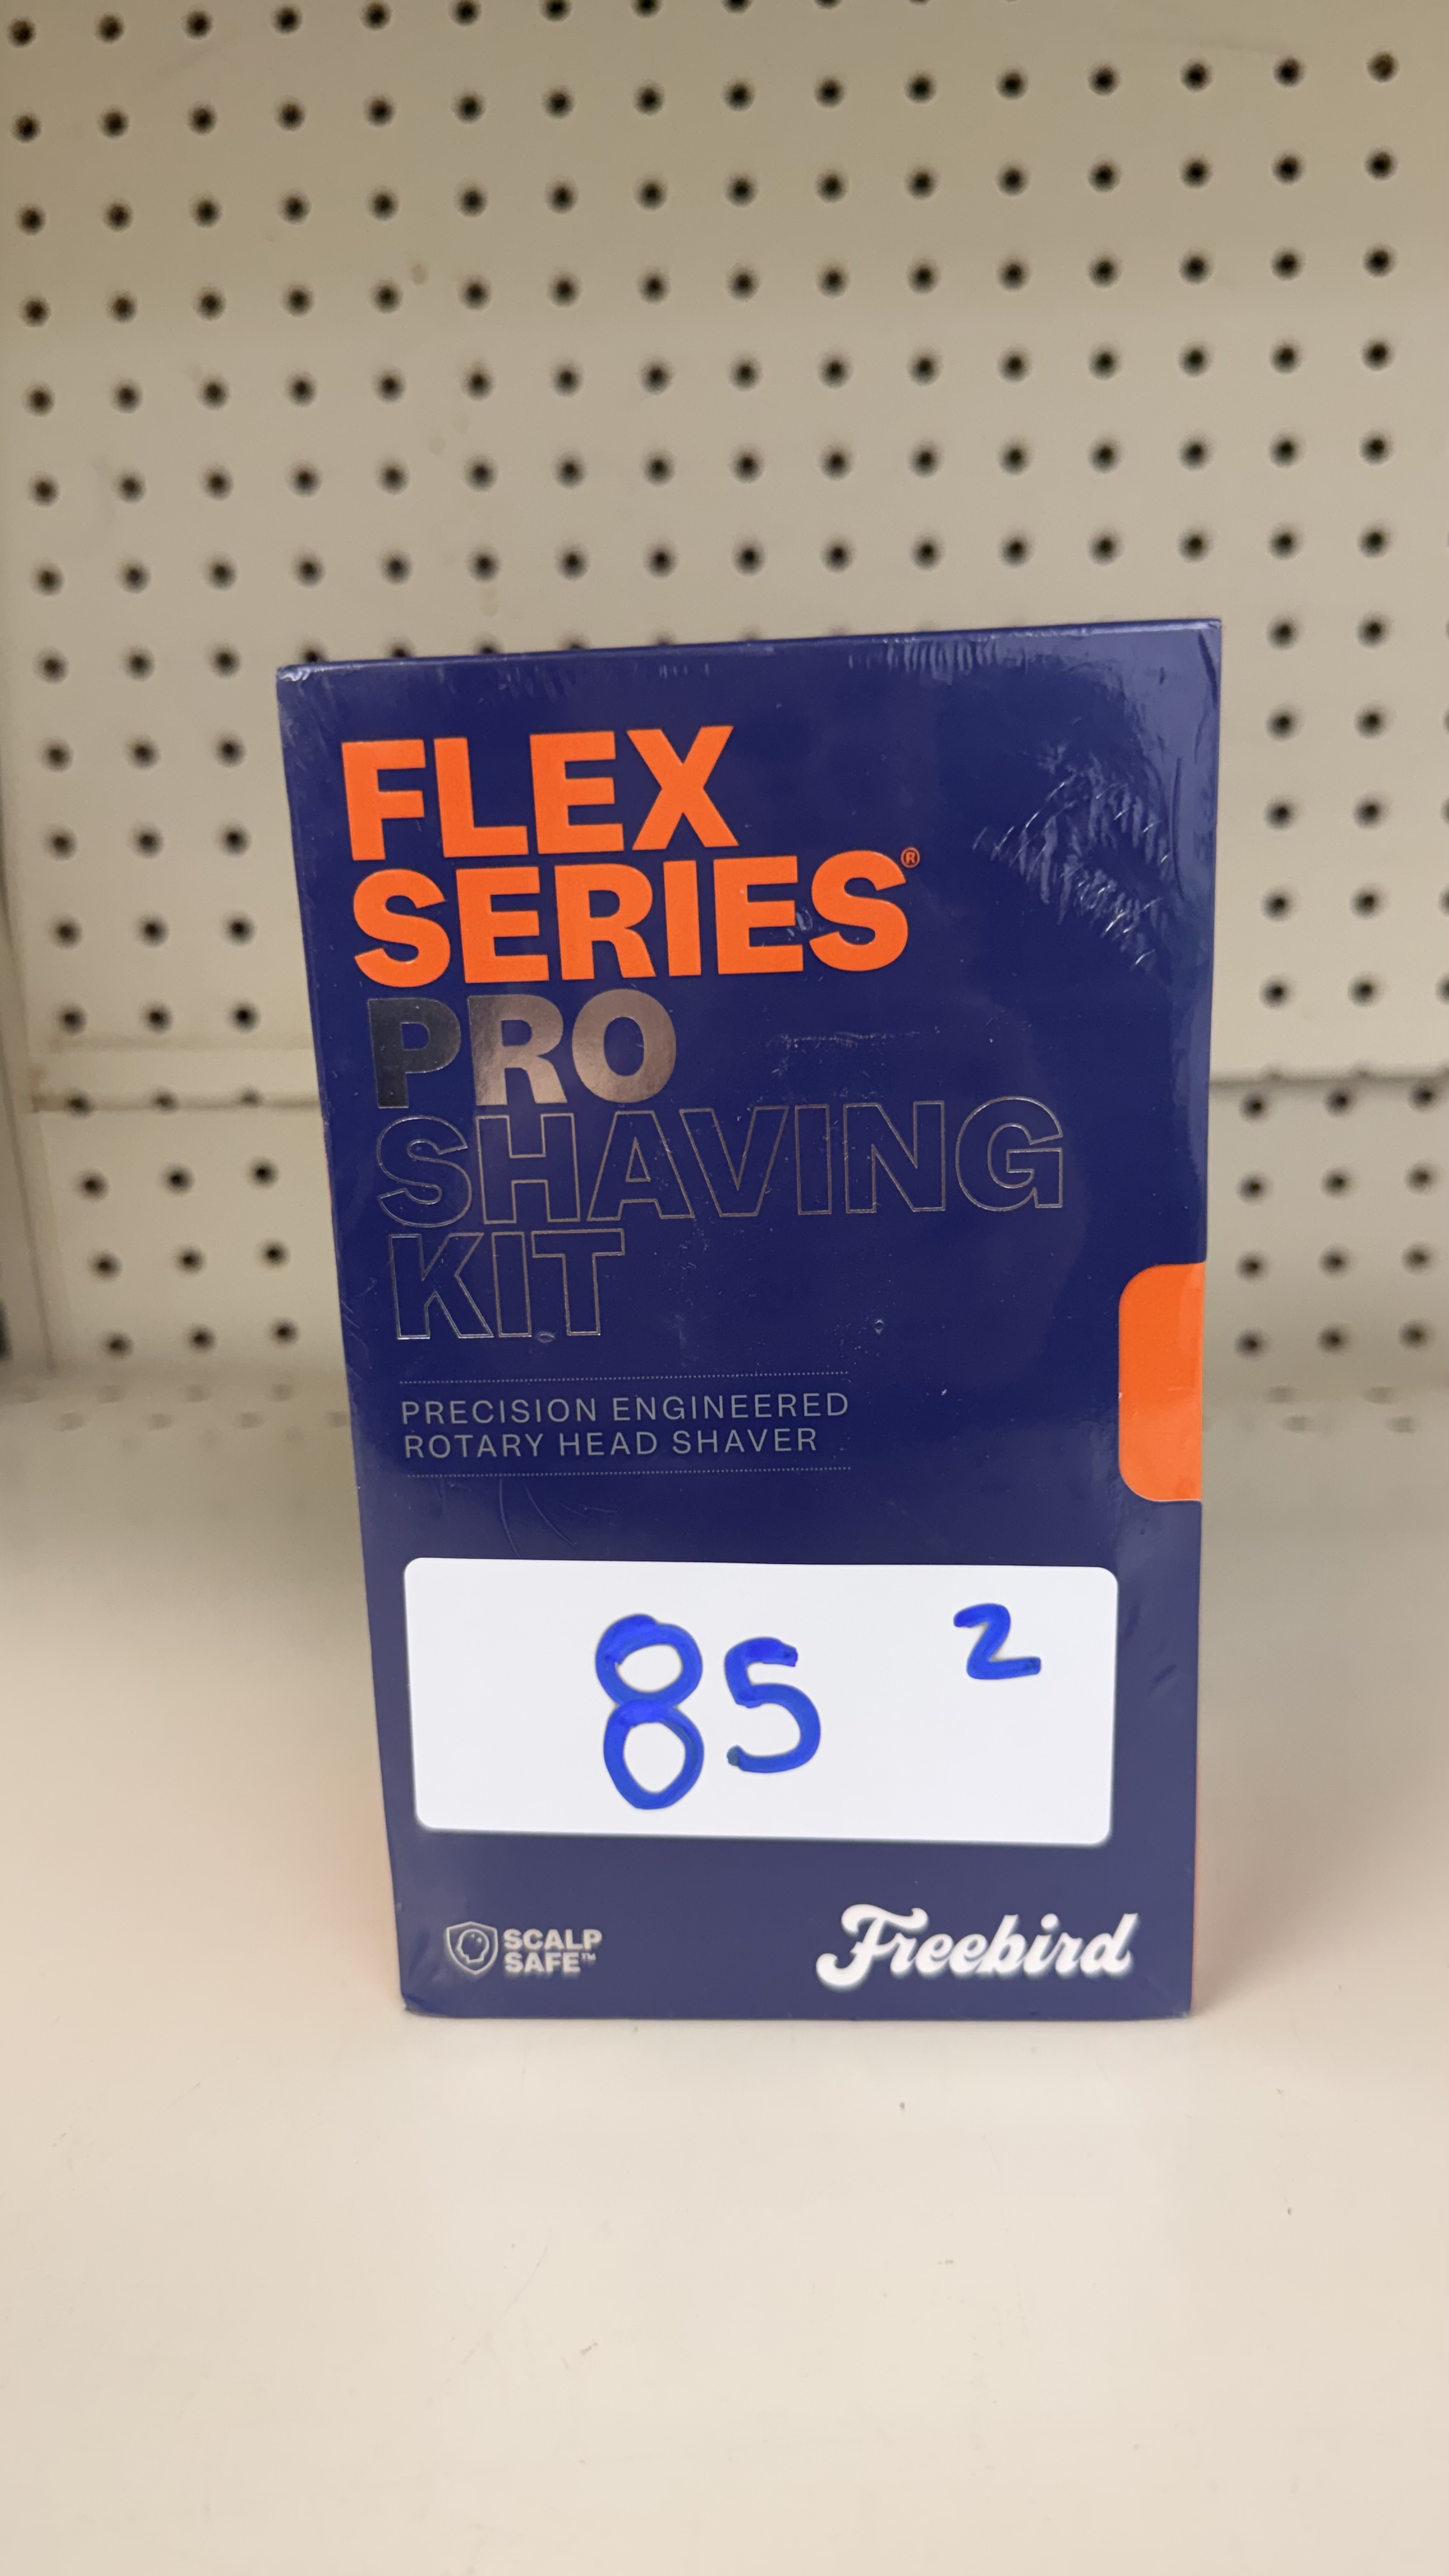 FLEX
SERIES®
PRO
SHAVING
KIT
PRECISION ENGINEERED
ROTARY HEAD SHAVER
85 2
SCALP
SAFE™
Freebird